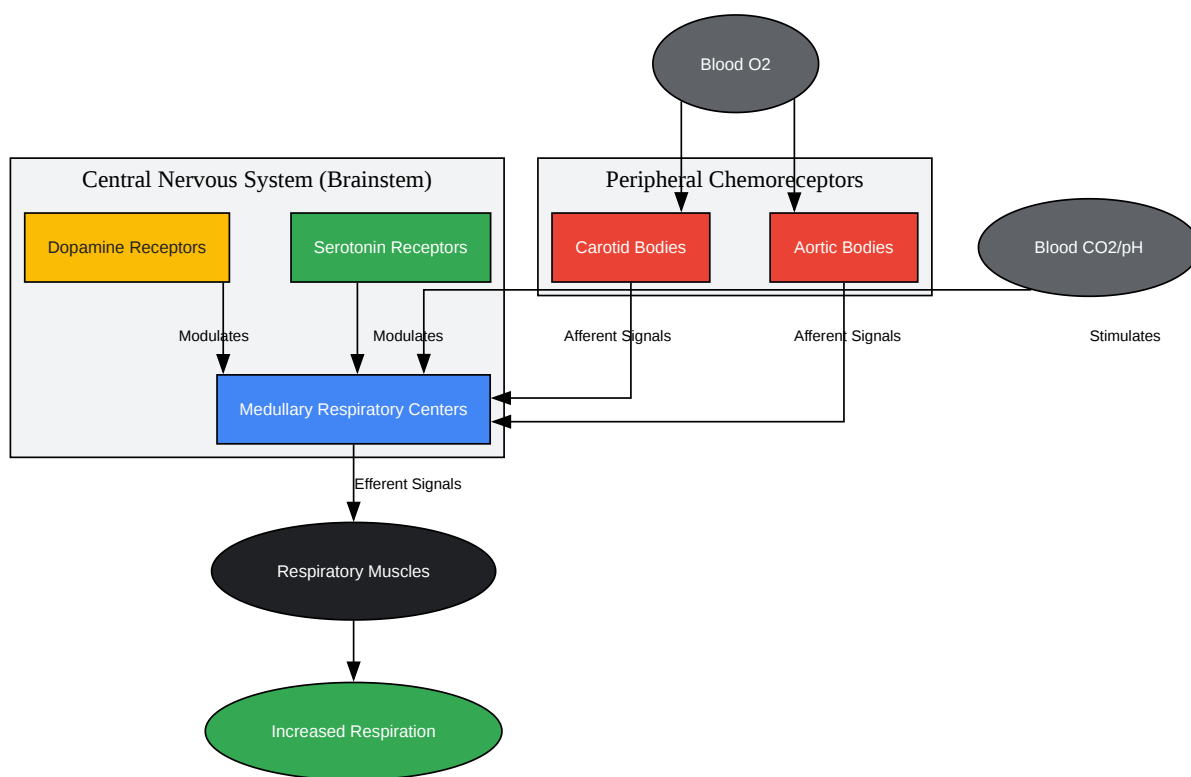 Blood O2
Central Nervous System (Brainstem)
Peripheral Chemoreceptors
Dopamine Receptors
Serotonin Receptors
Carotid Bodies
Aortic Bodies
Blood CO2/pH
Modulates
Modulates
Afferent Signals
Afferent Signals
Stimulates
Medullary Respiratory Centers
Efferent Signals
Respiratory Muscles
Increased Respiration